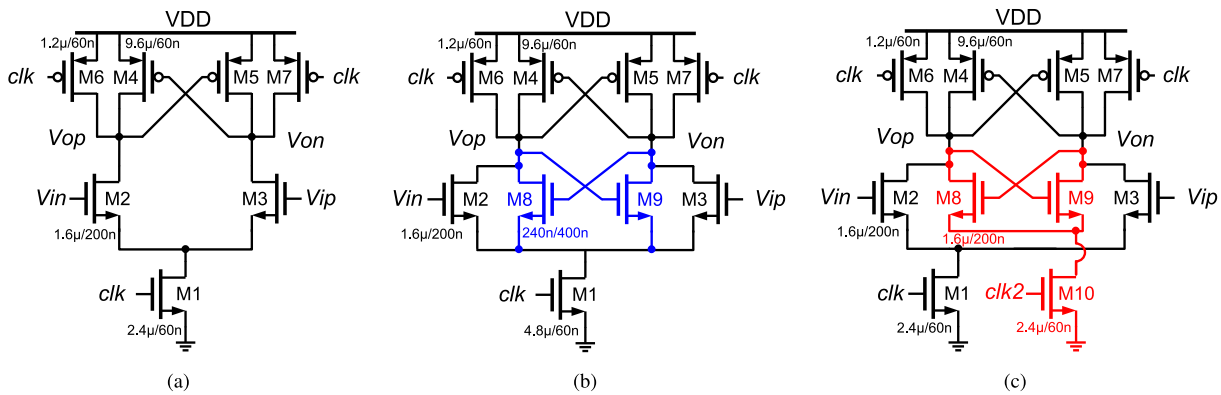 VDD
1.2μ/60n 9.6μ/60n
clk M6 M4 M5 M7 clk
Vop Von
Vin M2 M3 Vip
1.6μ/200n
clk M1
2.4μ/60n
(a)
VDD
1.2μ/60n 9.6μ/60n
clk M6 M4 M5 M7 clk
Vop Von
Vin M2 M8 M9 M3 Vip
1.6μ/200n 240n/400n
clk M1
4.8μ/60n
(b)
VDD
1.2μ/60n 9.6μ/60n
clk M6 M4 M5 M7 clk
Vop Von
Vin M2 M8 M9 M3 Vip
1.6μ/200n 1.6μ/200n
clk M1 clk2 M10
2.4μ/60n 2.4μ/60n
(c)